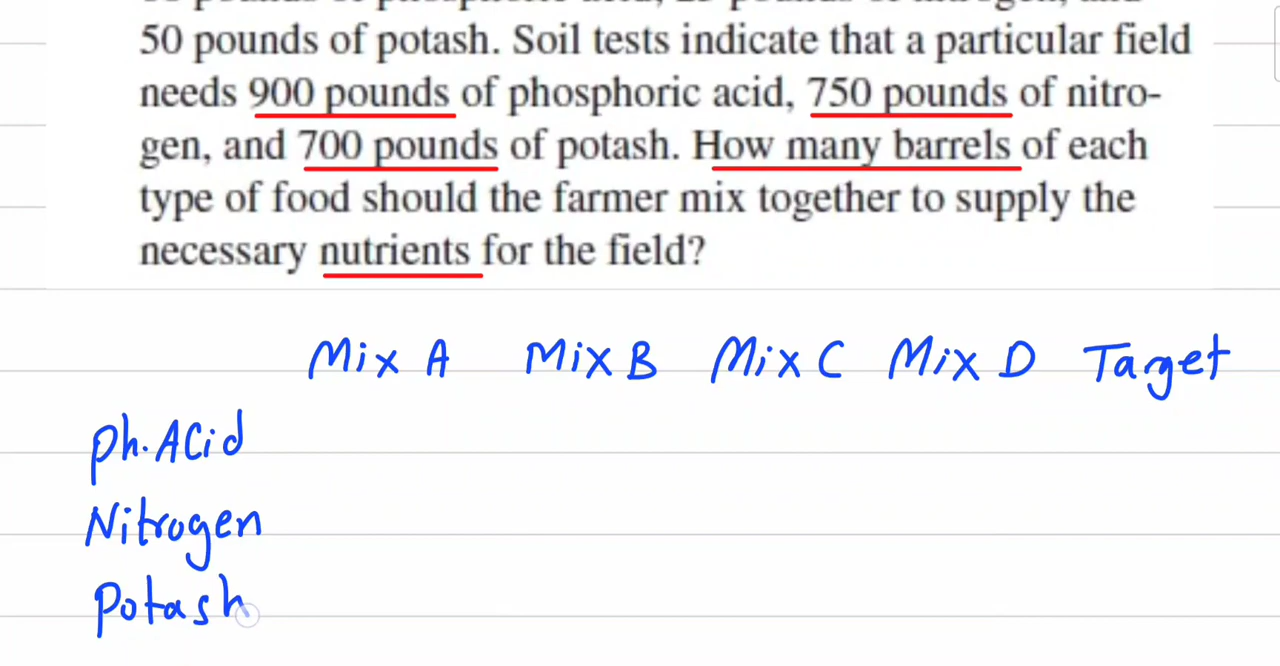 50 pounds of potash. Soil tests indicate that a particular field
needs 900 pounds of phosphoric acid, 750 pounds of nitro-
gen, and 700 pounds of potash. How many barrels of each
type of food should the farmer mix together to supply the
necessary nutrients for the field?
Mix A Mix B Mix C Mix D Target
Ph. Acid
Nitrogen
Potash